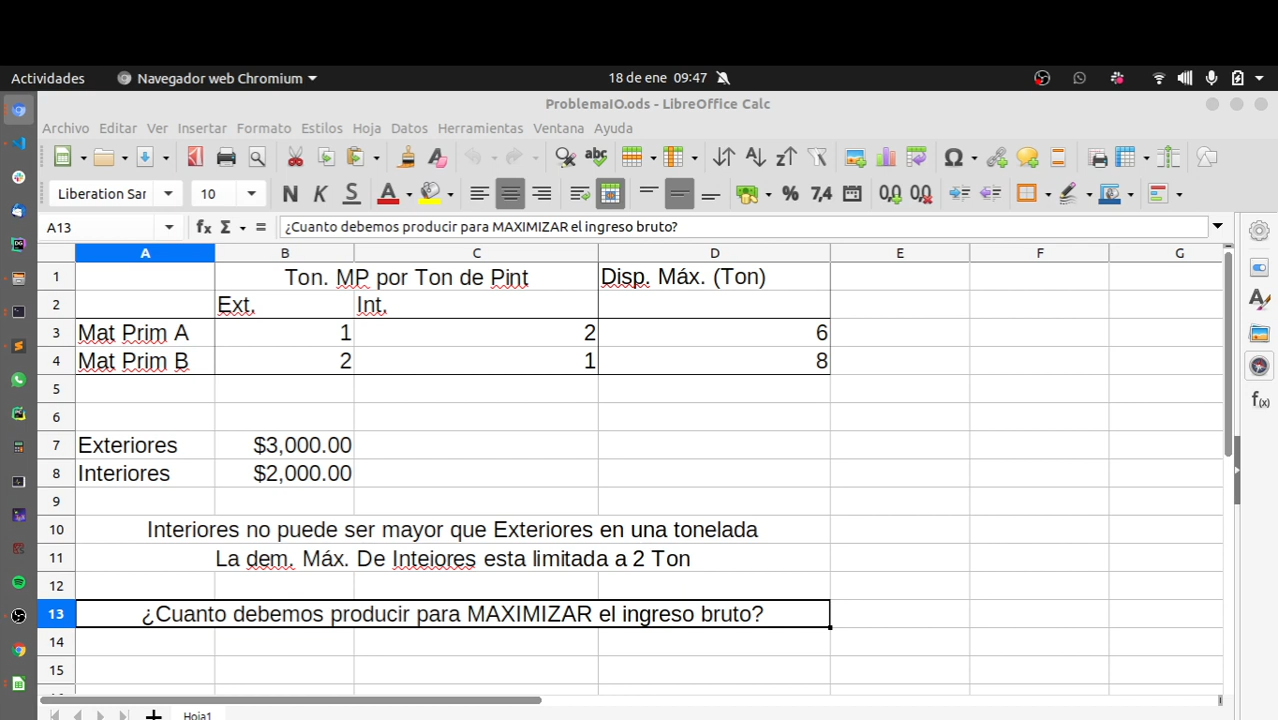 Actividades Navegador web Chromium 18 de ene 09:47
ProblemaIO.ods - LibreOffice Calc
Archivo Editar Ver Insertar Formato Estilos Hoja Datos Herramientas Ventana Ayuda
Liberation Sar 10 N K S A % 7,4
A13 fx Σ = ¿Cuanto debemos producir para MAXIMIZAR el ingreso bruto?
A B C D E F G
1 Ton. MP por Ton de Pint Disp. Máx. (Ton)
2 Ext. Int.
3 Mat Prim A 1 2 6
4 Mat Prim B 2 1 8
5
6
7 Exteriores $3,000.00
8 Interiores $2,000.00
9
10 Interiores no puede ser mayor que Exteriores en una tonelada
11 La dem. Máx. De Inteiores esta limitada a 2 Ton
12
13 ¿Cuanto debemos producir para MAXIMIZAR el ingreso bruto?
14
15
Hoja1